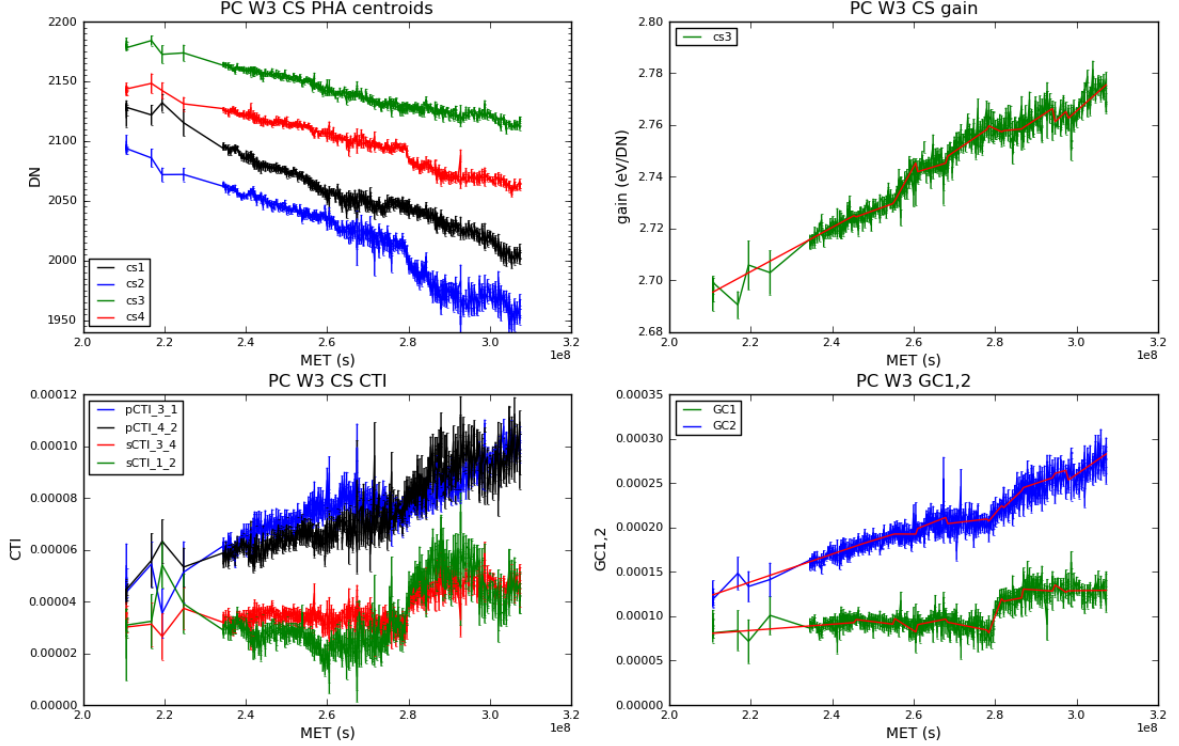 PC W3 CS PHA centroids
2200
2150
2100
2050
2000
1950
DN
cs1
cs2
cs3
cs4
2.0 2.2 2.4 2.6 2.8 3.0 3.2
1e8
MET (s)
PC W3 CS gain
2.80
2.78
2.76
2.74
2.72
2.70
2.68
gain (eV/DN)
cs3
2.0 2.2 2.4 2.6 2.8 3.0 3.2
1e8
MET (s)
PC W3 CS CTI
0.00012
0.00010
0.00008
0.00006
0.00004
0.00002
0.00000
CTI
pCTI_3_1
pCTI_4_2
sCTI_3_4
sCTI_1_2
2.0 2.2 2.4 2.6 2.8 3.0 3.2
1e8
MET (s)
PC W3 GC1,2
0.00035
0.00030
0.00025
0.00020
0.00015
0.00010
0.00005
0.00000
GC1,2
GC1
GC2
2.0 2.2 2.4 2.6 2.8 3.0 3.2
1e8
MET (s)